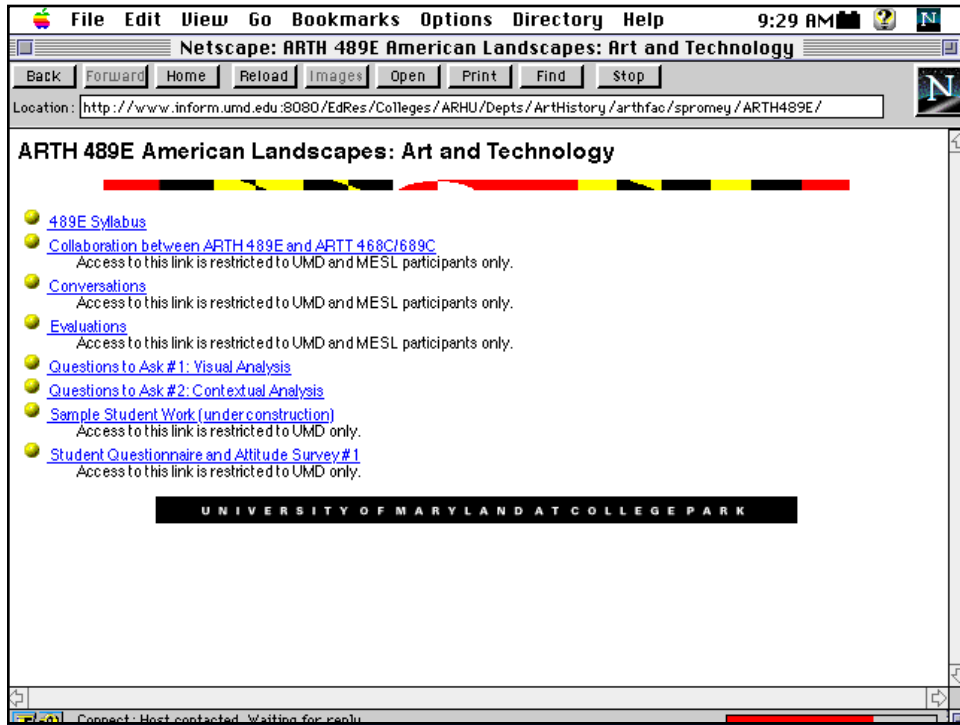 File Edit View Go Bookmarks Options Directory Help 9:29 AM
Netscape: ARTH 489E American Landscapes: Art and Technology
Back Forward Home Reload Images Open Print Find Stop
N
Location: http://www.inform.umd.edu:8080/EdRes/Colleges/ARHU/Depts/ArtHistory/arthfac/spromey/ARTH489E/
ARTH 489E American Landscapes: Art and Technology
489E Syllabus
Collaboration between ARTH 489E and ARTT 468C/689C
Access to this link is restricted to UMD and MESL participants only.
Conversations
Access to this link is restricted to UMD and MESL participants only.
Evaluations
Access to this link is restricted to UMD and MESL participants only.
Questions to Ask #1: Visual Analysis
Questions to Ask #2: Contextual Analysis
Sample Student Work (under construction)
Access to this link is restricted to UMD only.
Student Questionnaire and Attitude Survey #1
Access to this link is restricted to UMD only.
UNIVERSITY OF MARYLAND AT COLLEGE PARK
Connect: Host contacted. Waiting for reply